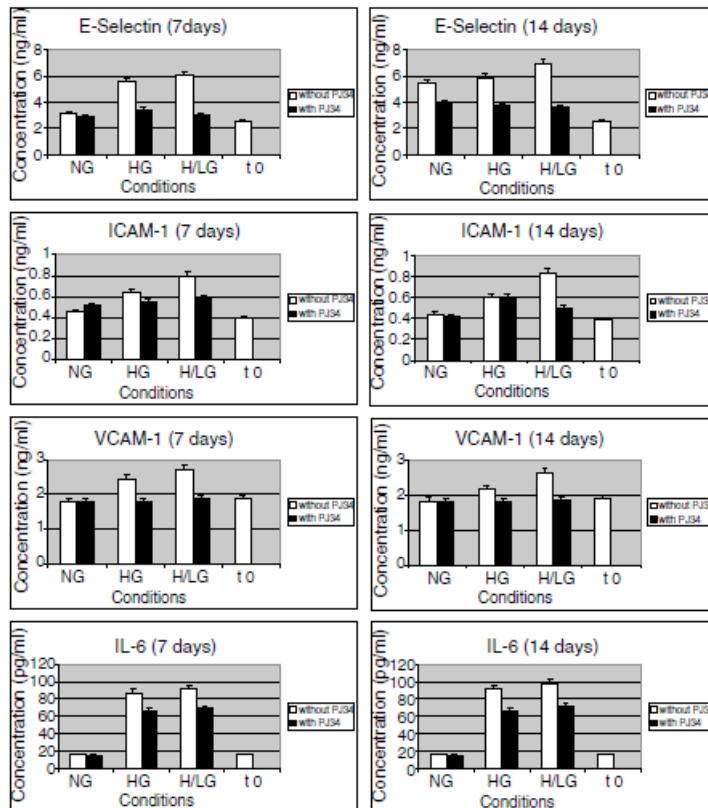 E-Selectin (7days)
Concentration (ng/ml)
8
6
4
2
0
NG HG H/LG t 0
Conditions
without PJ34
with PJ34
E-Selectin (14 days)
Concentration (ng/ml)
8
6
4
2
0
NG HG H/LG t 0
Conditions
without PJ34
with PJ34
ICAM-1 (7 days)
Concentration (ng/ml)
1
0.8
0.6
0.4
0.2
0
NG HG H/LG t 0
Conditions
without PJ34
with PJ34
ICAM-1 (14 days)
Concentration (ng/ml)
1
0.8
0.6
0.4
0.2
0
NG HG H/LG t 0
Conditions
without PJ34
with PJ34
VCAM-1 (7 days)
Concentration (ng/ml)
3
2
1
0
NG HG H/LG t 0
Conditions
without PJ34
with PJ34
VCAM-1 (14 days)
Concentration (ng/ml)
3
2
1
0
NG HG H/LG t 0
Conditions
without PJ34
with PJ34
IL-6 (7 days)
Concentration (pg/ml)
120
100
80
60
40
20
0
NG HG H/LG t 0
Conditions
without PJ34
with PJ34
IL-6 (14 days)
Concentration (pg/ml)
120
100
80
60
40
20
0
NG HG H/LG t 0
Conditions
without PJ34
with PJ34